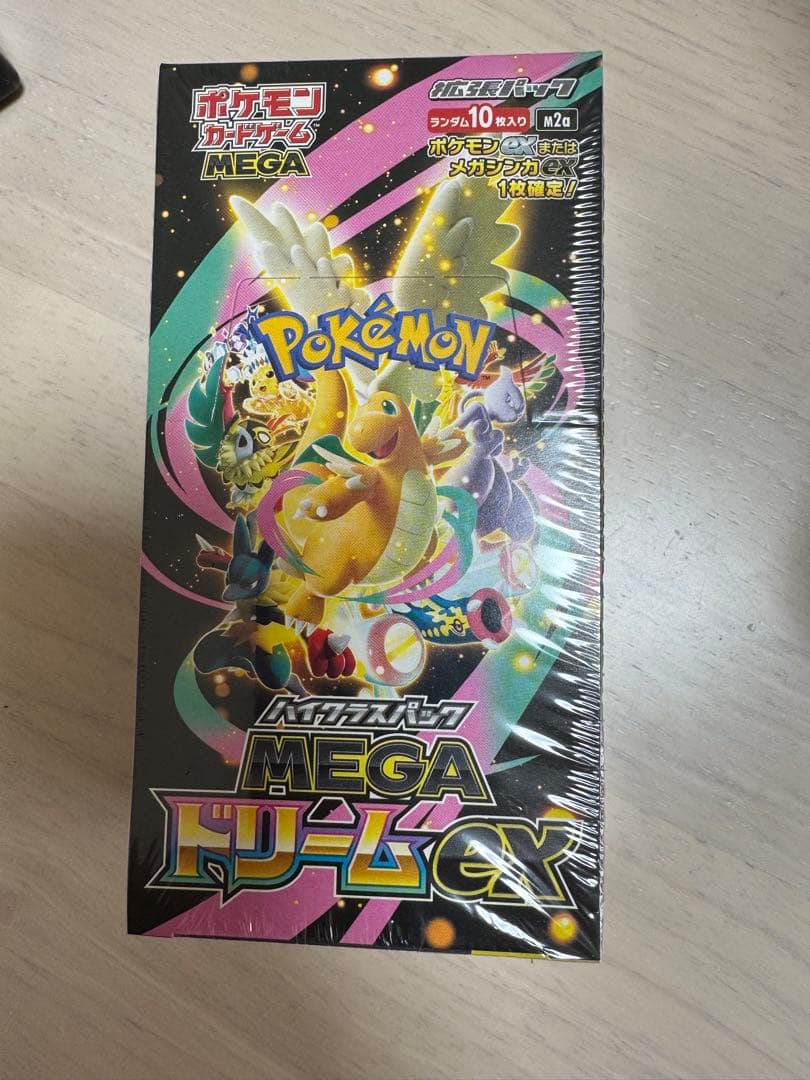 ポケモン
カードゲーム
MEGA
拡張パック
ランダム10枚入り M2a
ポケモンexまたは
メガシンカex
1枚確定!
POKéMON
TM
ハイクラスパック
MEGA
ドリームex